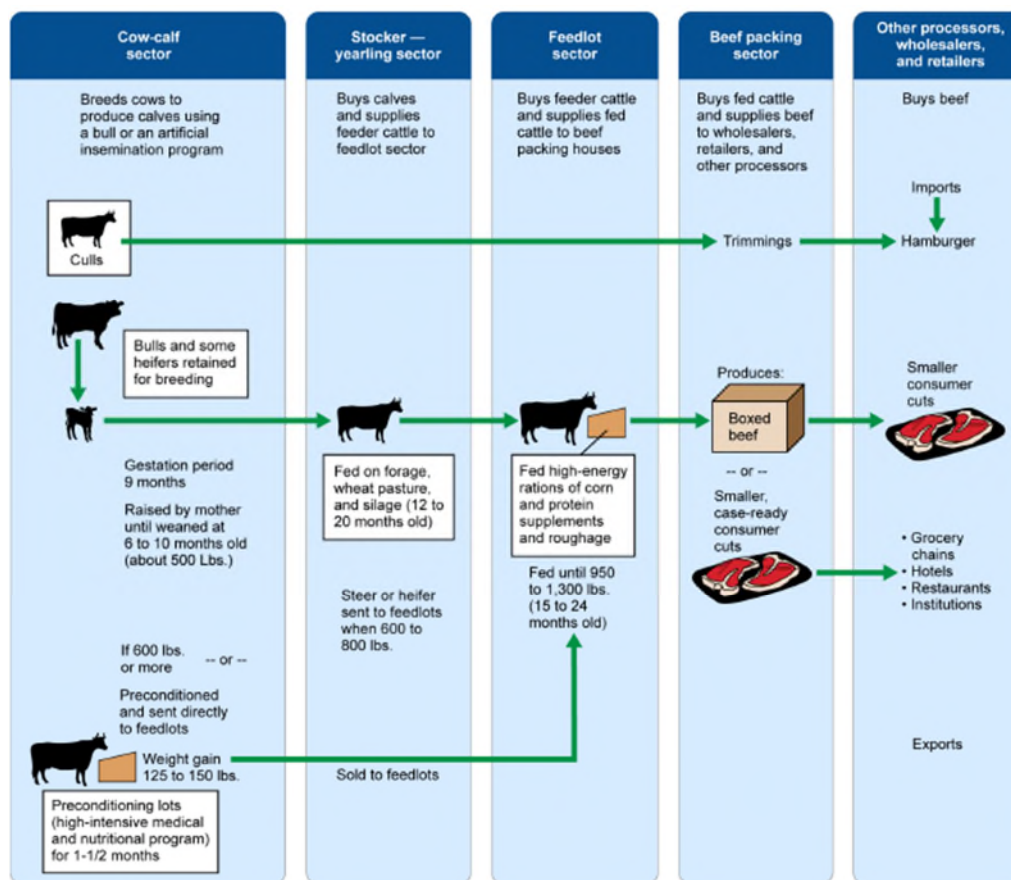 Cow-calf
sector
Breeds cows to
produce calves using
a bull or an artificial
insemination program
Culls
Bulls and some
heifers retained
for breeding
Gestation period
9 months
Raised by mother
until weaned at
6 to 10 months old
(about 500 Lbs.)
If 600 lbs.
or more
-- or --
Preconditioned
and sent directly
to feedlots
Weight gain
125 to 150 lbs.
Preconditioning lots
(high-intensive medical
and nutritional program)
for 1-1/2 months
Stocker —
yearling sector
Buys calves
and supplies
feeder cattle to
feedlot sector
Fed on forage,
wheat pasture,
and silage (12 to
20 months old)
Steer or heifer
sent to feedlots
when 600 to
800 lbs.
Sold to feedlots
Feedlot
sector
Buys feeder cattle
and supplies fed
cattle to beef
packing houses
Fed high-energy
rations of corn
and protein
supplements
and roughage
Fed until 950
to 1,300 lbs.
(15 to 24
months old)
Beef packing
sector
Buys fed cattle
and supplies beef
to wholesalers,
retailers, and
other processors
Trimmings
Produces:
Boxed
beef
-- or --
Smaller,
case-ready
consumer
cuts
Other processors,
wholesalers,
and retailers
Buys beef
Imports
Hamburger
Smaller
consumer
cuts
• Grocery
chains
• Hotels
• Restaurants
• Institutions
Exports